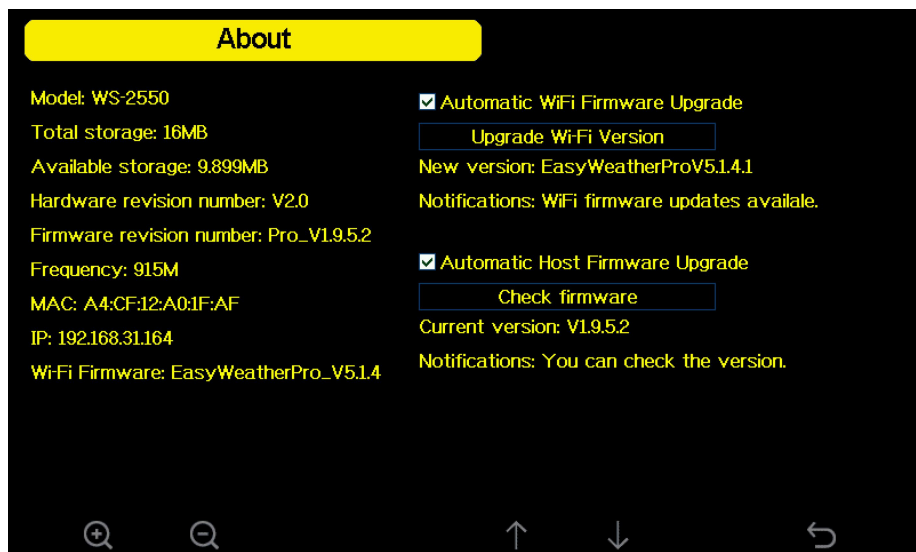 About
Model: WS-2550
Total storage: 16MB
Available storage: 9.899MB
Hardware revision number: V2.0
Firmware revision number: Pro_V1.9.5.2
Frequency: 915M
MAC: A4:CF:12:A0:1F:AF
IP: 192.168.31.164
Wi-Fi Firmware: EasyWeatherPro_V5.1.4
Automatic WiFi Firmware Upgrade
Upgrade Wi-Fi Version
New version: EasyWeatherProV5.1.4.1
Notifications: WiFi firmware updates availale.
Automatic Host Firmware Upgrade
Check firmware
Current version: V1.9.5.2
Notifications: You can check the version.